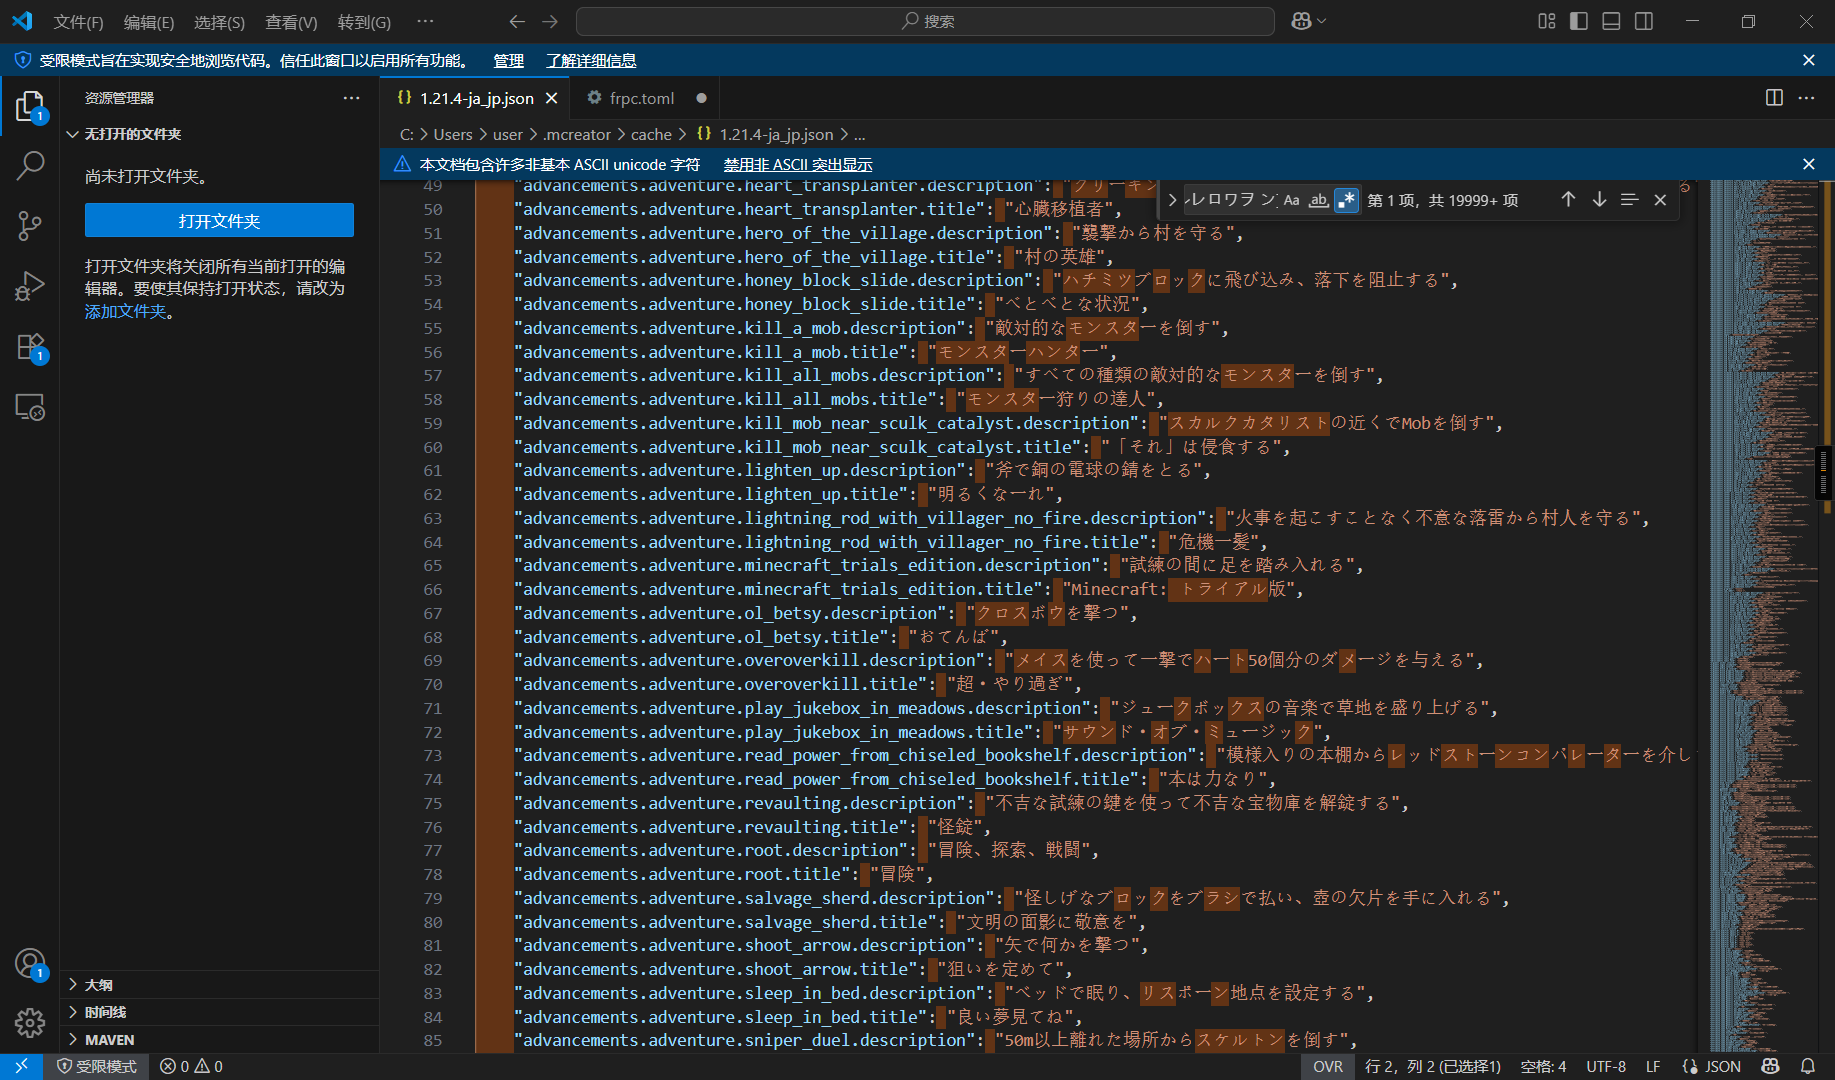 文件(F) 编辑(E) 选择(S) 查看(V) 转到(G) ··· 搜索
受限模式旨在实现安全地浏览代码。信任此窗口以启用所有功能。 管理 了解详细信息
资源管理器 ···
1.21.4-ja_jp.json frpc.toml
无打开的文件夹
C: > Users > user > .mcreator > cache > {} 1.21.4-ja_jp.json > ...
本文档包含许多非基本 ASCII unicode 字符 禁用非 ASCII 突出显示
尚未打开文件夹。
打开文件夹
打开文件夹将关闭所有当前打开的编
辑器。要使其保持打开状态，请改为
添加文件夹。
レロワヲ ン Aa ab .* 第 1 项，共 19999+ 项
49 "advancements.adventure.heart_transplanter.description": "クリーキン
50 "advancements.adventure.heart_transplanter.title": "心臓移植者",
51 "advancements.adventure.hero_of_the_village.description": "襲撃から村を守る",
52 "advancements.adventure.hero_of_the_village.title": "村の英雄",
53 "advancements.adventure.honey_block_slide.description": "ハチミツブロックに飛び込み、落下を阻止する",
54 "advancements.adventure.honey_block_slide.title": "べとべとな状況",
55 "advancements.adventure.kill_a_mob.description": "敵対的なモンスターを倒す",
56 "advancements.adventure.kill_a_mob.title": "モンスターハンター",
57 "advancements.adventure.kill_all_mobs.description": "すべての種類の敵対的なモンスターを倒す",
58 "advancements.adventure.kill_all_mobs.title": "モンスター狩りの達人",
59 "advancements.adventure.kill_mob_near_sculk_catalyst.description": "スカルクカタリストの近くでMobを倒す",
60 "advancements.adventure.kill_mob_near_sculk_catalyst.title": "「それ」は侵食する",
61 "advancements.adventure.lighten_up.description": "斧で銅の電球の錆をとる",
62 "advancements.adventure.lighten_up.title": "明るくなーれ",
63 "advancements.adventure.lightning_rod_with_villager_no_fire.description": "火事を起こすことなく不意な落雷から村人を守る",
64 "advancements.adventure.lightning_rod_with_villager_no_fire.title": "危機一髪",
65 "advancements.adventure.minecraft_trials_edition.description": "試練の間に足を踏み入れる",
66 "advancements.adventure.minecraft_trials_edition.title": "Minecraft: トライアル版",
67 "advancements.adventure.ol_betsy.description": "クロスボウを撃つ",
68 "advancements.adventure.ol_betsy.title": "おてんば",
69 "advancements.adventure.overoverkill.description": "メイスを使って一撃でハート50個分のダメージを与える",
70 "advancements.adventure.overoverkill.title": "超・やり過ぎ",
71 "advancements.adventure.play_jukebox_in_meadows.description": "ジュークボックスの音楽で草地を盛り上げる",
72 "advancements.adventure.play_jukebox_in_meadows.title": "サウンド・オブ・ミュージック",
73 "advancements.adventure.read_power_from_chiseled_bookshelf.description": "模様入りの本棚からレッドストーンコンパレーターを介し
74 "advancements.adventure.read_power_from_chiseled_bookshelf.title": "本は力なり",
75 "advancements.adventure.revaulting.description": "不吉な試練の鍵を使って不吉な宝物庫を解錠する",
76 "advancements.adventure.revaulting.title": "怪錠",
77 "advancements.adventure.root.description": "冒険、探索、戦闘",
78 "advancements.adventure.root.title": "冒険",
79 "advancements.adventure.salvage_sherd.description": "怪しげなブロックをブラシで払い、壺の欠片を手に入れる",
80 "advancements.adventure.salvage_sherd.title": "文明の面影に敬意を",
81 "advancements.adventure.shoot_arrow.description": "矢で何かを撃つ",
82 "advancements.adventure.shoot_arrow.title": "狙いを定めて",
83 "advancements.adventure.sleep_in_bed.description": "ベッドで眠り、リスポーン地点を設定する",
84 "advancements.adventure.sleep_in_bed.title": "良い夢見てね",
85 "advancements.adventure.sniper_duel.description": "50m以上離れた場所からスケルトンを倒す",
大纲
时间线
MAVEN
受限模式 0 0 OVR 行 2，列 2 (已选择1) 空格: 4 UTF-8 LF {} JSON